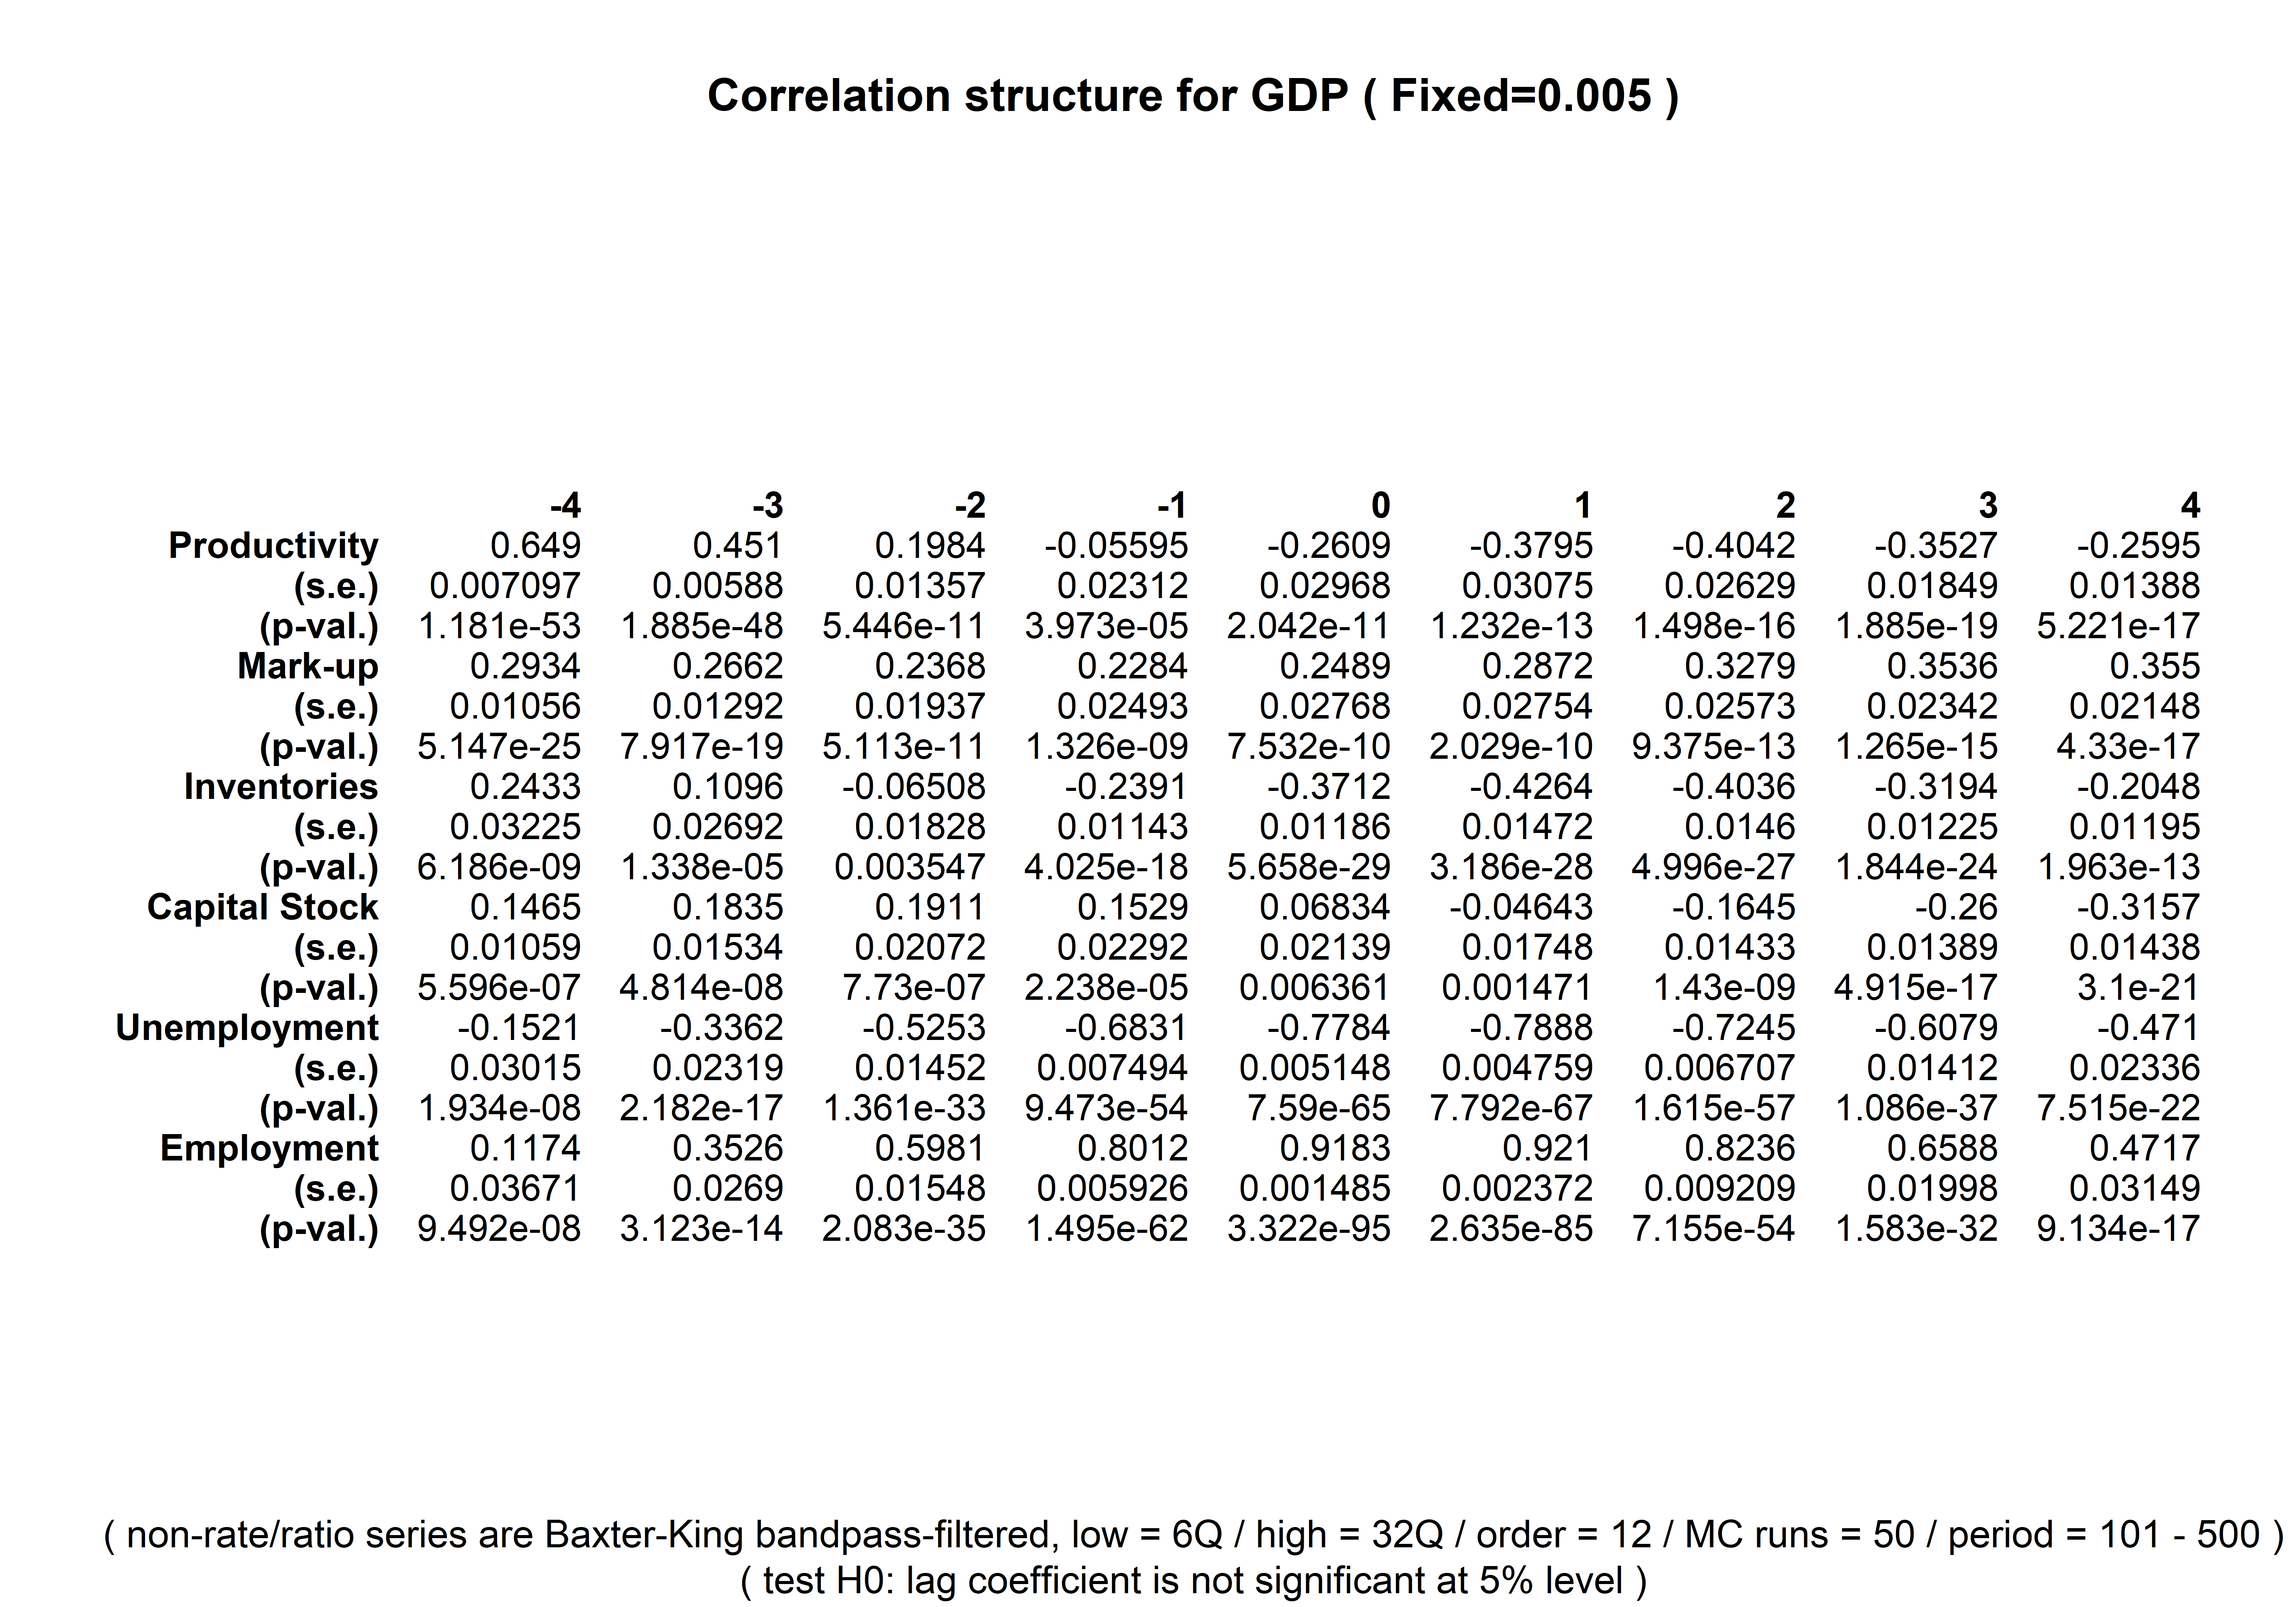 Correlation structure for GDP ( Fixed=0.005 )
-4 -3 -2 -1 0 1 2 3 4
Productivity 0.649 0.451 0.1984 -0.05595 -0.2609 -0.3795 -0.4042 -0.3527 -0.2595
(s.e.) 0.007097 0.00588 0.01357 0.02312 0.02968 0.03075 0.02629 0.01849 0.01388
(p-val.) 1.181e-53 1.885e-48 5.446e-11 3.973e-05 2.042e-11 1.232e-13 1.498e-16 1.885e-19 5.221e-17
Mark-up 0.2934 0.2662 0.2368 0.2284 0.2489 0.2872 0.3279 0.3536 0.355
(s.e.) 0.01056 0.01292 0.01937 0.02493 0.02768 0.02754 0.02573 0.02342 0.02148
(p-val.) 5.147e-25 7.917e-19 5.113e-11 1.326e-09 7.532e-10 2.029e-10 9.375e-13 1.265e-15 4.33e-17
Inventories 0.2433 0.1096 -0.06508 -0.2391 -0.3712 -0.4264 -0.4036 -0.3194 -0.2048
(s.e.) 0.03225 0.02692 0.01828 0.01143 0.01186 0.01472 0.0146 0.01225 0.01195
(p-val.) 6.186e-09 1.338e-05 0.003547 4.025e-18 5.658e-29 3.186e-28 4.996e-27 1.844e-24 1.963e-13
Capital Stock 0.1465 0.1835 0.1911 0.1529 0.06834 -0.04643 -0.1645 -0.26 -0.3157
(s.e.) 0.01059 0.01534 0.02072 0.02292 0.02139 0.01748 0.01433 0.01389 0.01438
(p-val.) 5.596e-07 4.814e-08 7.73e-07 2.238e-05 0.006361 0.001471 1.43e-09 4.915e-17 3.1e-21
Unemployment -0.1521 -0.3362 -0.5253 -0.6831 -0.7784 -0.7888 -0.7245 -0.6079 -0.471
(s.e.) 0.03015 0.02319 0.01452 0.007494 0.005148 0.004759 0.006707 0.01412 0.02336
(p-val.) 1.934e-08 2.182e-17 1.361e-33 9.473e-54 7.59e-65 7.792e-67 1.615e-57 1.086e-37 7.515e-22
Employment 0.1174 0.3526 0.5981 0.8012 0.9183 0.921 0.8236 0.6588 0.4717
(s.e.) 0.03671 0.0269 0.01548 0.005926 0.001485 0.002372 0.009209 0.01998 0.03149
(p-val.) 9.492e-08 3.123e-14 2.083e-35 1.495e-62 3.322e-95 2.635e-85 7.155e-54 1.583e-32 9.134e-17
( non-rate/ratio series are Baxter-King bandpass-filtered, low = 6Q / high = 32Q / order = 12 / MC runs = 50 / period = 101 - 500 )
( test H0: lag coefficient is not significant at 5% level )